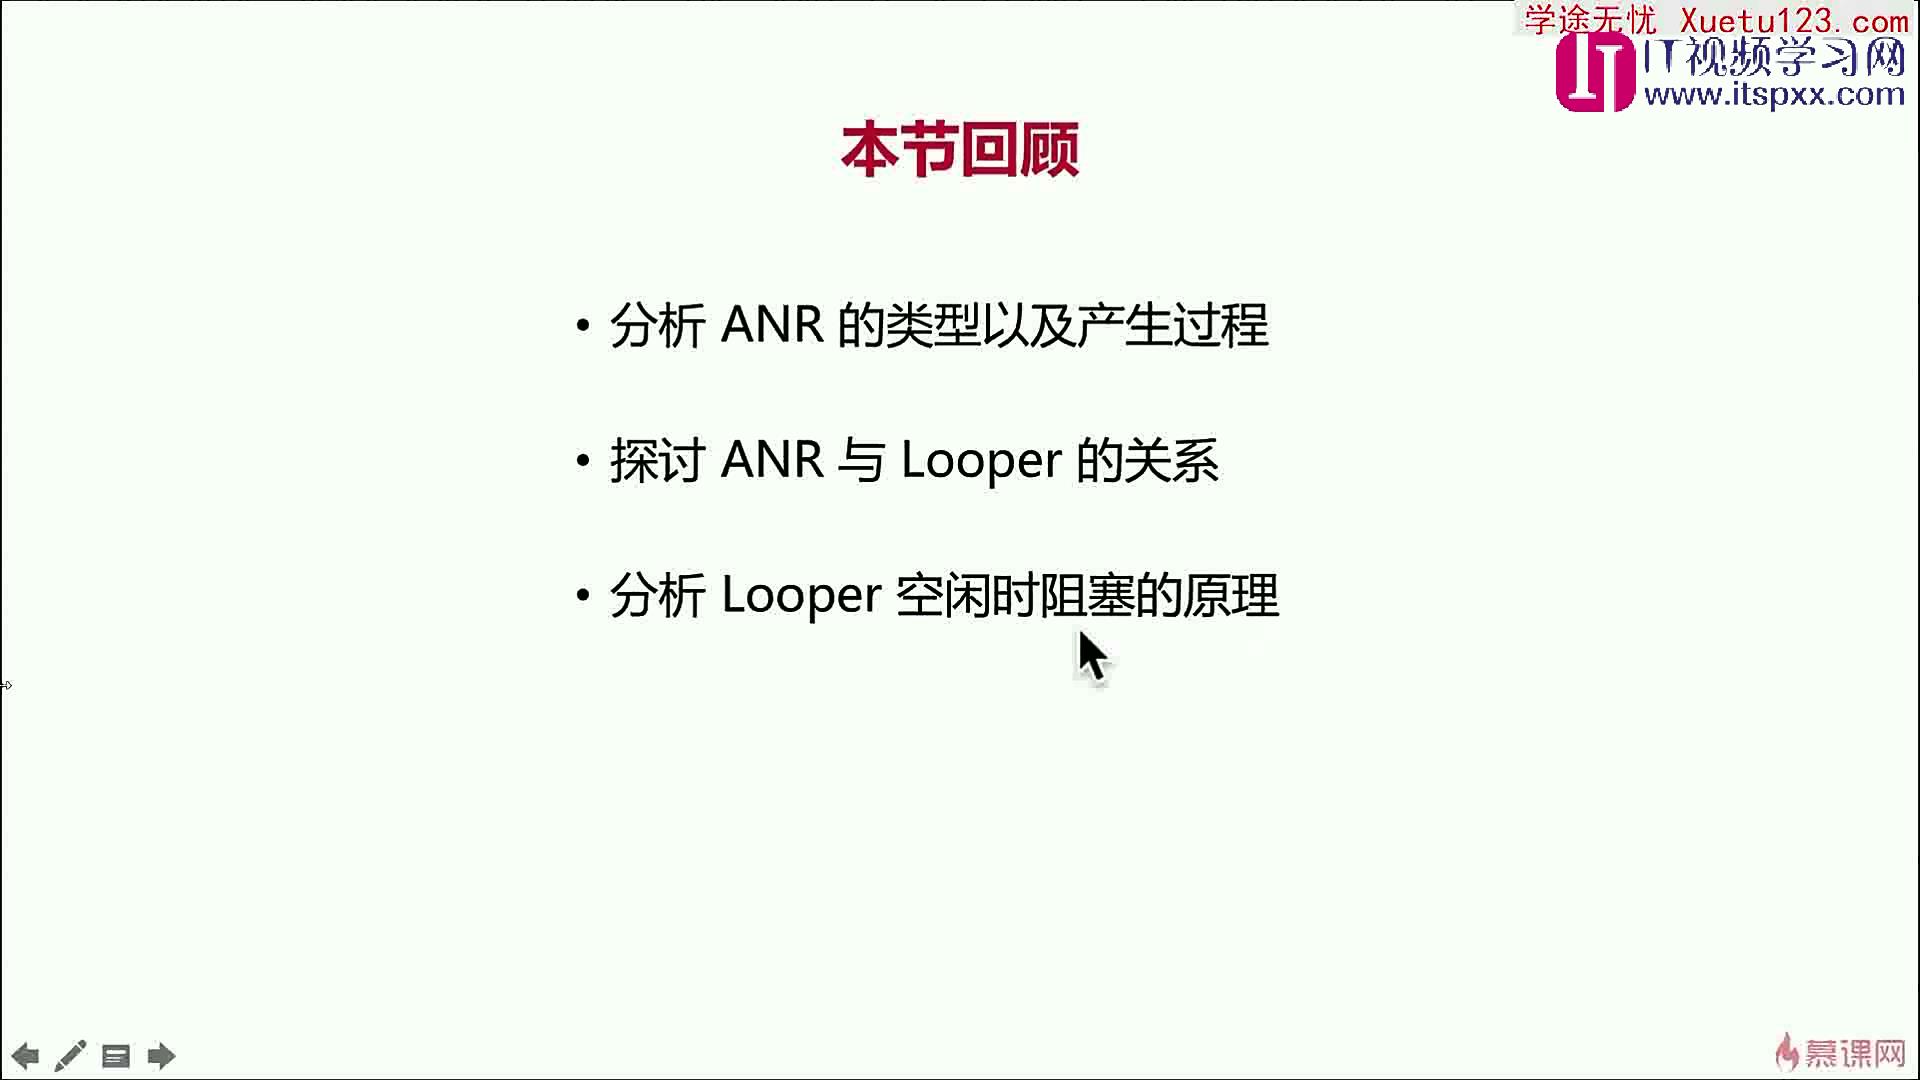 学途无忧 Xuetu123.com
IT视频学习网
www.itspxx.com
本节回顾
• 分析 ANR 的类型以及产生过程
• 探讨 ANR 与 Looper 的关系
• 分析 Looper 空闲时阻塞的原理
慕课网